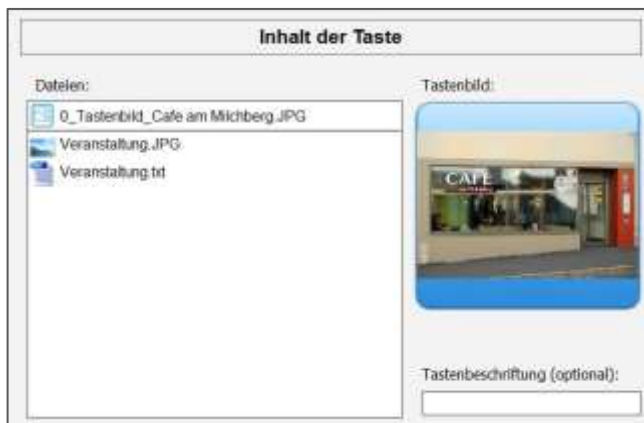 Inhalt der Taste
Dateien:
0_Tastenbild_Cafe am Milchberg.JPG
Veranstaltung.JPG
Veranstaltung.txt
Tastenbild:
CAFE
Tastenbeschriftung (optional):